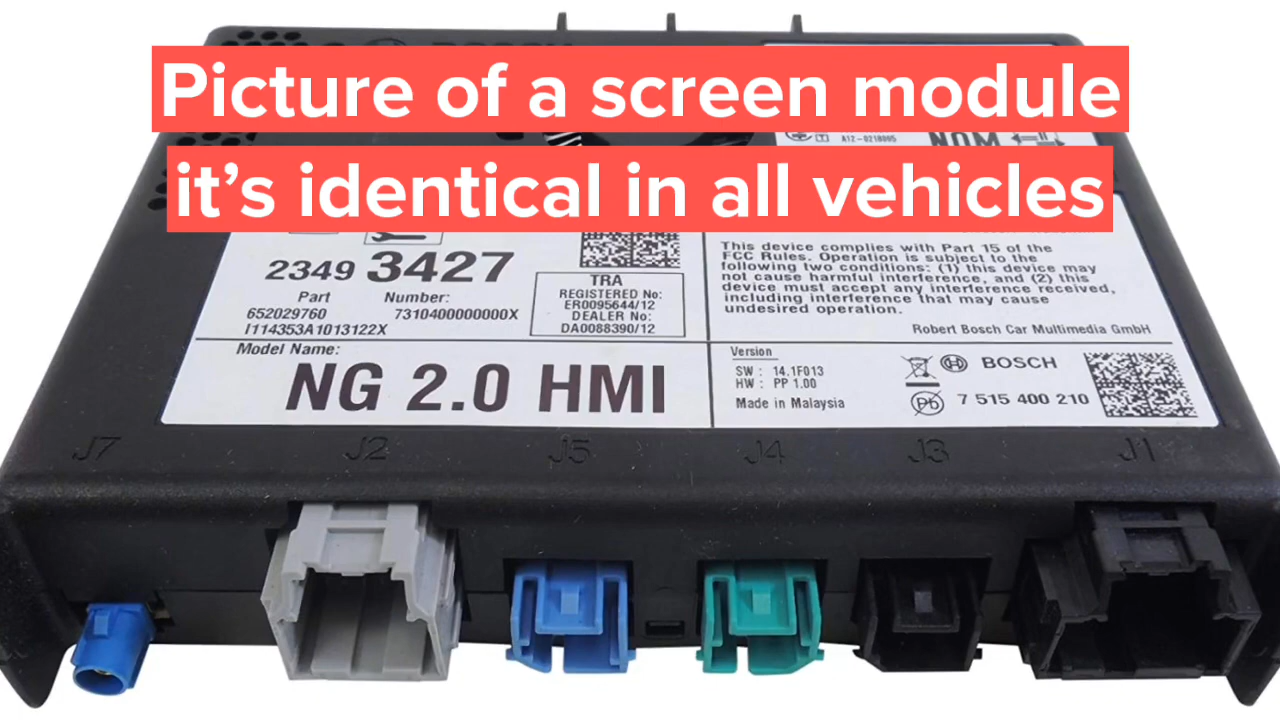 Picture of a screen module
it’s identical in all vehicles
A12-0218005
NOM
2349 3427
Part Number:
652029760 7310400000000X
I114353A1013122X
TRA
REGISTERED No:
ER0095644/12
DEALER No:
DA0088390/12
This device complies with Part 15 of the
FCC Rules. Operation is subject to the
following two conditions: (1) this device may
not cause harmful interference, and (2) this
device must accept any interference received,
including interference that may cause
undesired operation.
Robert Bosch Car Multimedia GmbH
Model Name:
NG 2.0 HMI
Version
SW : 14.1F013
HW : PP 1.00
Made in Malaysia
BOSCH
Pb 7 515 400 210
J7 J2 J5 J4 J3 J1